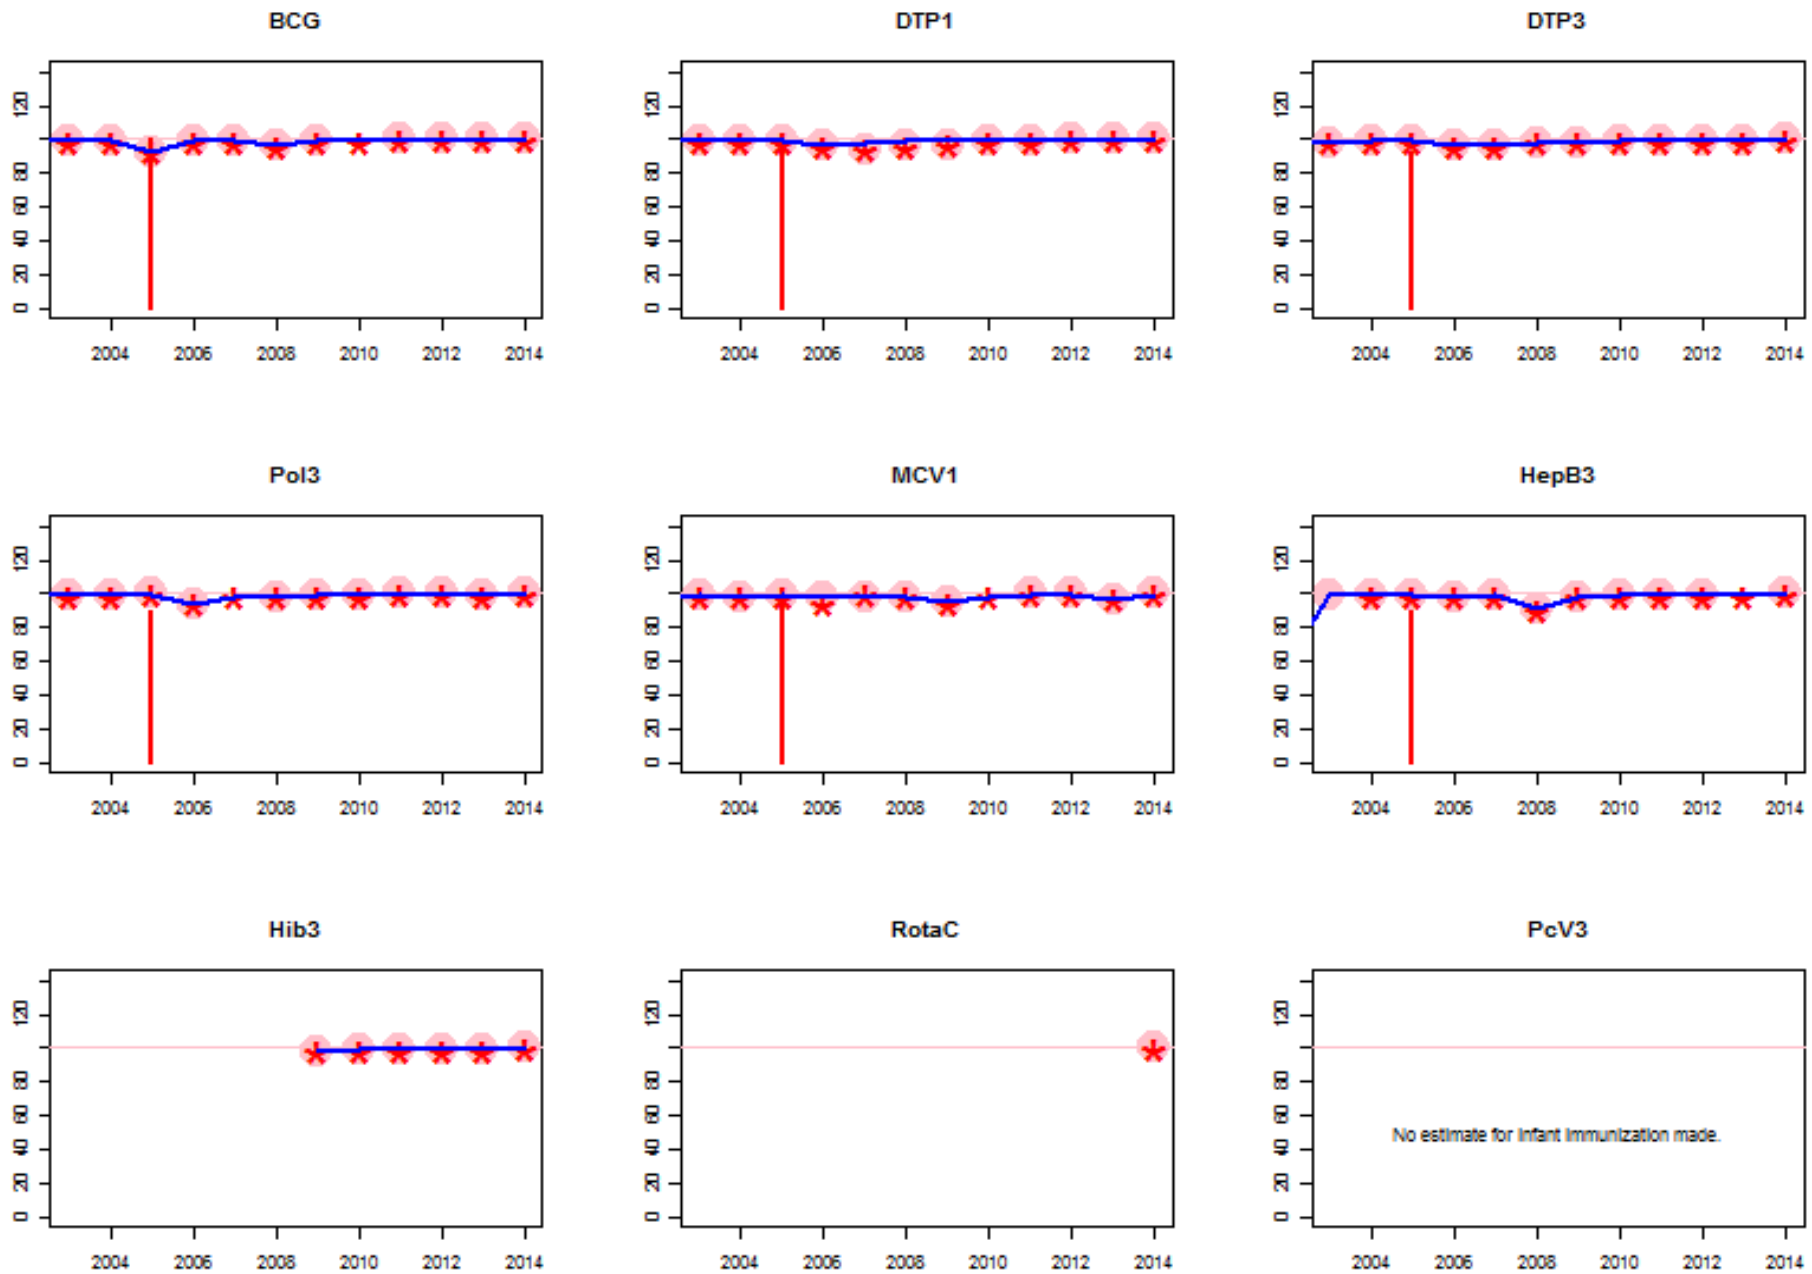 BCG DTP1 DTP3
120 120 120
80 80 80
60 60 60
40 40 40
20 20 20
0 0 0
2004 2006 2008 2010 2012 2014 2004 2006 2008 2010 2012 2014 2004 2006 2008 2010 2012 2014
Pol3 MCV1 HepB3
120 120 120
80 80 80
60 60 60
40 40 40
20 20 20
0 0 0
2004 2006 2008 2010 2012 2014 2004 2006 2008 2010 2012 2014 2004 2006 2008 2010 2012 2014
Hib3 RotaC PcV3
120 120 120
80 80 80
60 60 60
No estimate for infant immunization made.
40 40 40
20 20 20
0 0 0
2004 2006 2008 2010 2012 2014 2004 2006 2008 2010 2012 2014 2004 2006 2008 2010 2012 2014